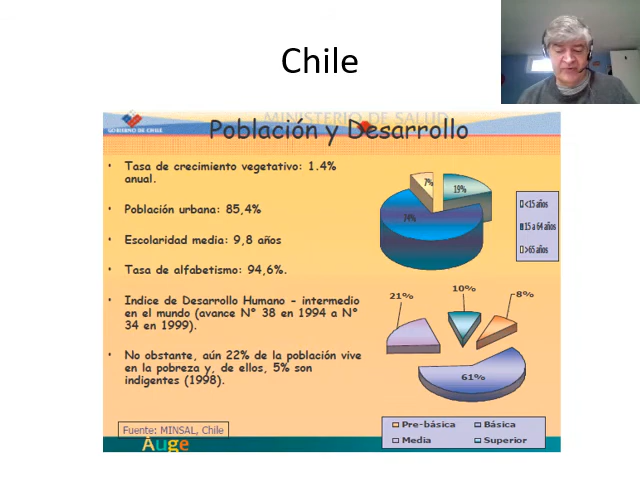 Chile
MINISTERIO DE SALUD
GOBIERNO DE CHILE
Población y Desarrollo
• Tasa de crecimiento vegetativo: 1.4%
anual.
• Población urbana: 85,4%
• Escolaridad media: 9,8 años
• Tasa de alfabetismo: 94,6%.
• Indice de Desarrollo Humano - intermedio
en el mundo (avance N° 38 en 1994 a N°
34 en 1999).
• No obstante, aún 22% de la población vive
en la pobreza y, de ellos, 5% son
indigentes (1998).
7%
19%
74%
<15 años
15 a 64 años
>65 años
21%
10%
8%
61%
Pre-básica
Básica
Media
Superior
Fuente: MINSAL, Chile
Auge